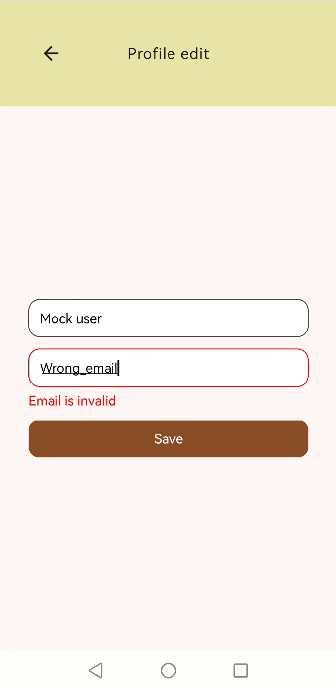 Profile edit
Mock user
Wrong_email
Email is invalid
Save